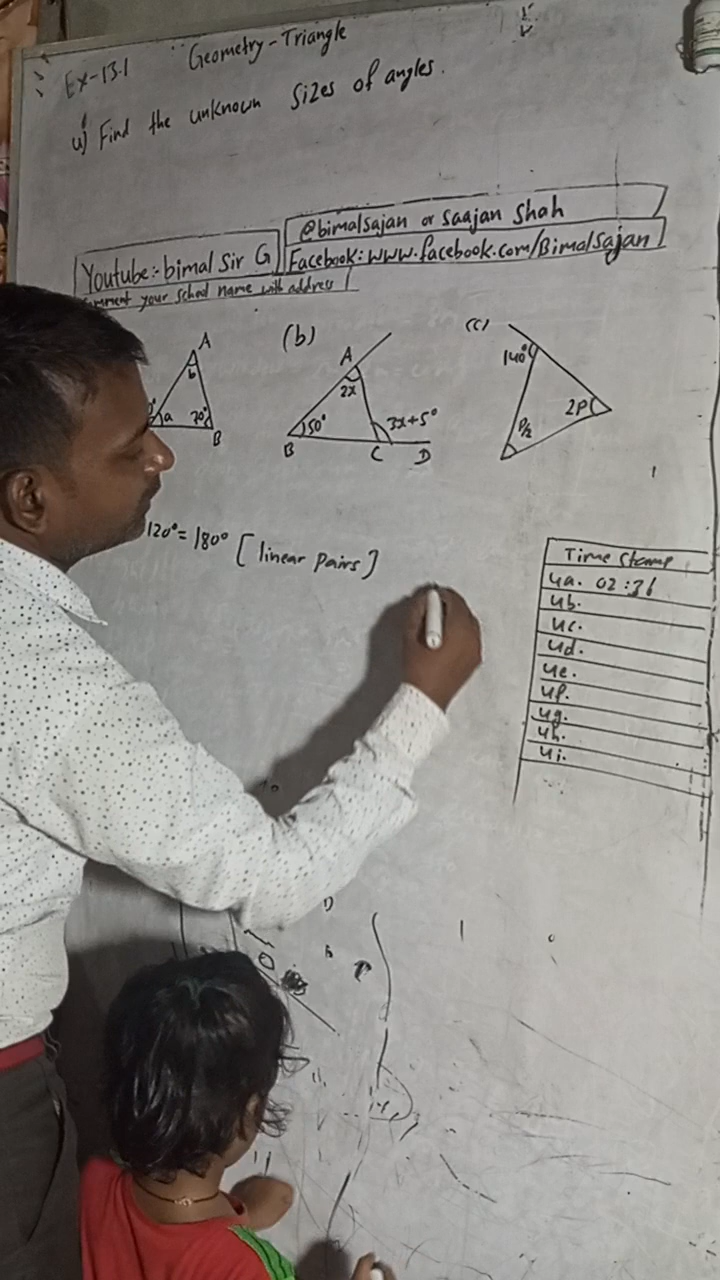 Ex-13.1 Geometry-Triangle
4) Find the unknown sizes of angles.
Youtube:- bimal Sir G
@bimalsajan or Saajan Shah
Facebook: www.facebook.com/Bimalsajan
comment your school name with address
A
b
a 70°
B
(b)
A
2x
50° 3x+5°
B C D
(c)
140°
2P
P/2
120° = 180° [linear pairs]
Time Stamp
4a. 02:36
4b.
4c.
4d.
4e.
4f.
4g.
4h.
4i.